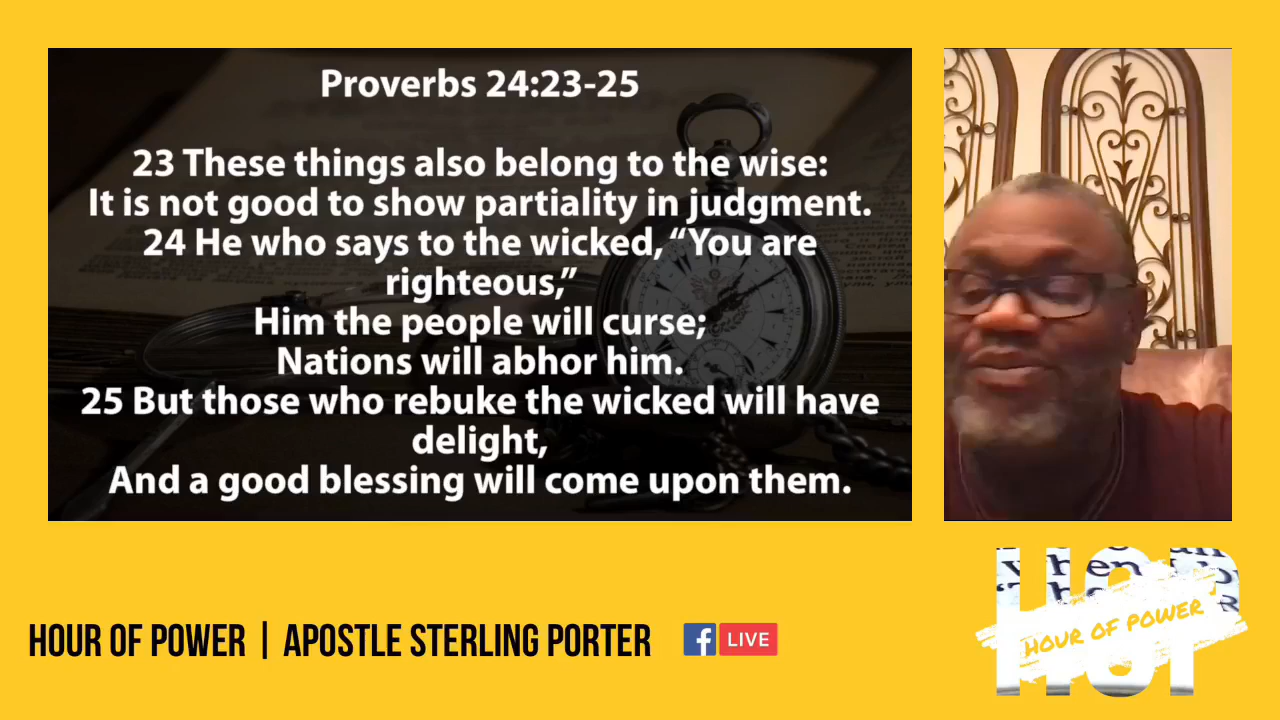 Proverbs 24:23-25
23 These things also belong to the wise:
It is not good to show partiality in judgment.
24 He who says to the wicked, “You are
righteous,”
Him the people will curse;
Nations will abhor him.
25 But those who rebuke the wicked will have
delight,
And a good blessing will come upon them.
HOUR OF POWER | APOSTLE STERLING PORTER
f LIVE
HOP
HOUR OF POWER